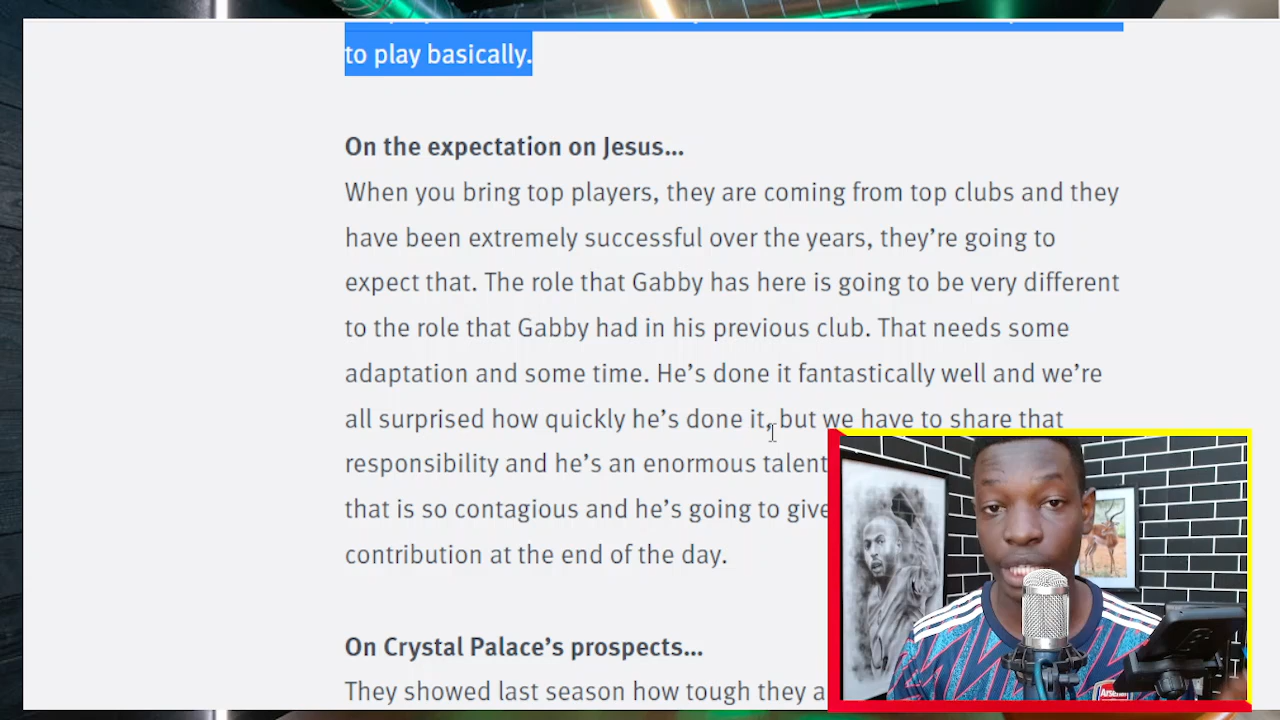 to play basically.
On the expectation on Jesus...
When you bring top players, they are coming from top clubs and they
have been extremely successful over the years, they’re going to
expect that. The role that Gabby has here is going to be very different
to the role that Gabby had in his previous club. That needs some
adaptation and some time. He’s done it fantastically well and we’re
all surprised how quickly he’s done it, but we have to share that
responsibility and he’s an enormous talent
that is so contagious and he’s going to give
contribution at the end of the day.
On Crystal Palace’s prospects...
They showed last season how tough they a
Arsenal